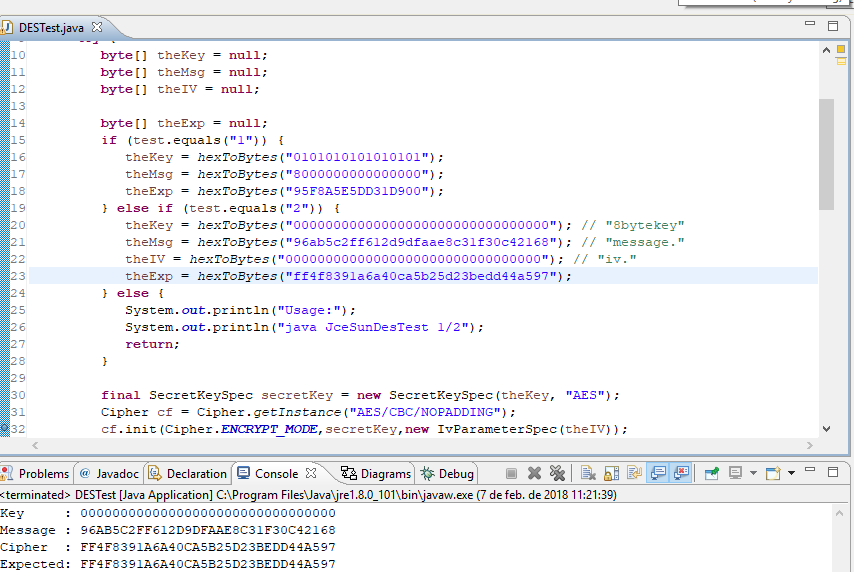 DESTest.java
10 byte[] theKey = null;
11 byte[] theMsg = null;
12 byte[] theIV = null;
13
14 byte[] theExp = null;
15 if (test.equals("1")) {
16 theKey = hexToBytes("0101010101010101");
17 theMsg = hexToBytes("8000000000000000");
18 theExp = hexToBytes("95F8A5E5DD31D900");
19 } else if (test.equals("2")) {
20 theKey = hexToBytes("00000000000000000000000000000000"); // "8bytekey"
21 theMsg = hexToBytes("96ab5c2ff612d9dfaae8c31f30c42168"); // "message."
22 theIV = hexToBytes("00000000000000000000000000000000"); // "iv."
23 theExp = hexToBytes("ff4f8391a6a40ca5b25d23bedd44a597");
24 } else {
25 System.out.println("Usage:");
26 System.out.println("java JceSunDesTest 1/2");
27 return;
28 }
29
30 final SecretKeySpec secretKey = new SecretKeySpec(theKey, "AES");
31 Cipher cf = Cipher.getInstance("AES/CBC/NOPADDING");
32 cf.init(Cipher.ENCRYPT_MODE,secretKey,new IvParameterSpec(theIV));
Problems @ Javadoc Declaration Console Diagrams Debug
<terminated> DESTest [Java Application] C:\Program Files\Java\jre1.8.0_101\bin\javaw.exe (7 de feb. de 2018 11:21:39)
Key : 00000000000000000000000000000000
Message : 96AB5C2FF612D9DFAAE8C31F30C42168
Cipher : FF4F8391A6A40CA5B25D23BEDD44A597
Expected: FF4F8391A6A40CA5B25D23BEDD44A597